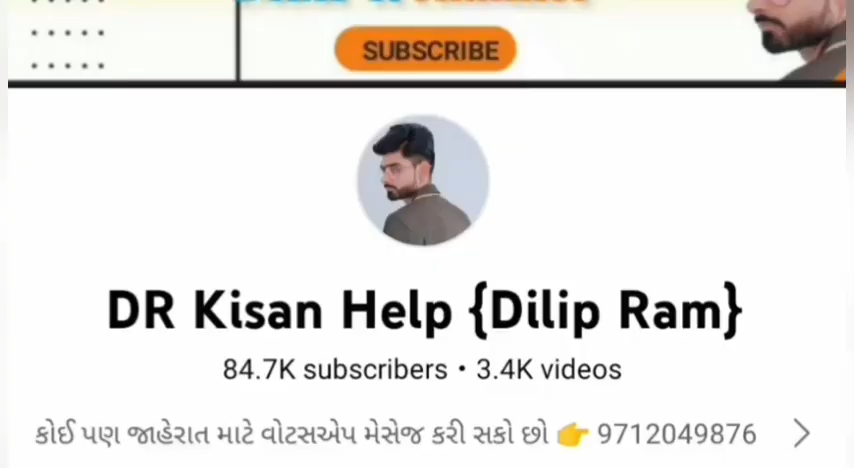 SUBSCRIBE
DR Kisan Help {Dilip Ram}
84.7K subscribers • 3.4K videos
કોઈ પણ જાહેરાત માટે વોટસએપ મેસેજ કરી સકો છો 👉 9712049876